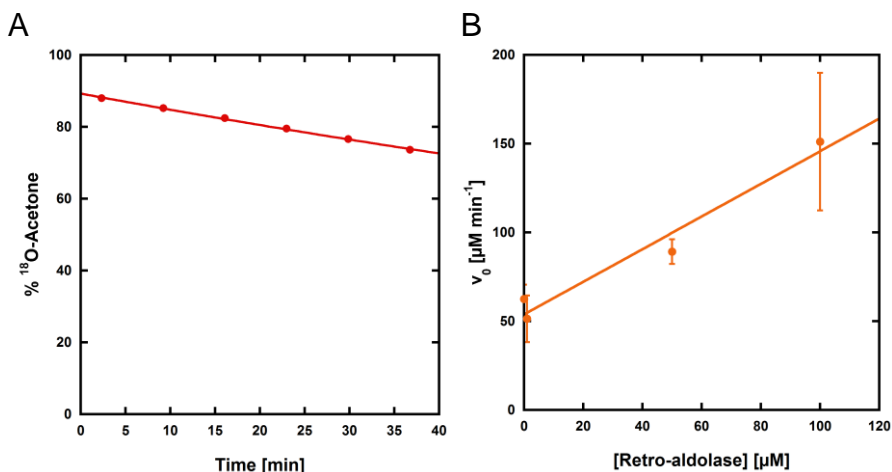 A
% ¹⁸O-Acetone
100
80
60
40
20
0
0 5 10 15 20 25 30 35 40
Time [min]
B
v₀ [µM min⁻¹]
200
150
100
50
0
0 20 40 60 80 100 120
[Retro-aldolase] [µM]